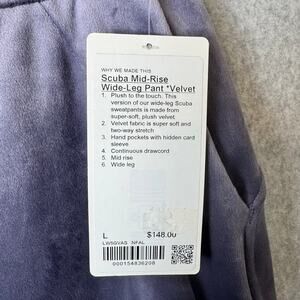 WHY WE MADE THIS
Scuba Mid-Rise
Wide-Leg Pant *Velvet
1. Plush to the touch. This
version of our wide-leg Scuba
sweatpants is made from
super-soft, plush velvet.
2. Velvet fabric is super soft and
two-way stretch
3. Hand pockets with hidden card
sleeve
4. Continuous drawcord
5. Mid rise
6. Wide leg
L $148.00
LW5GVAS NFAL
000154836208